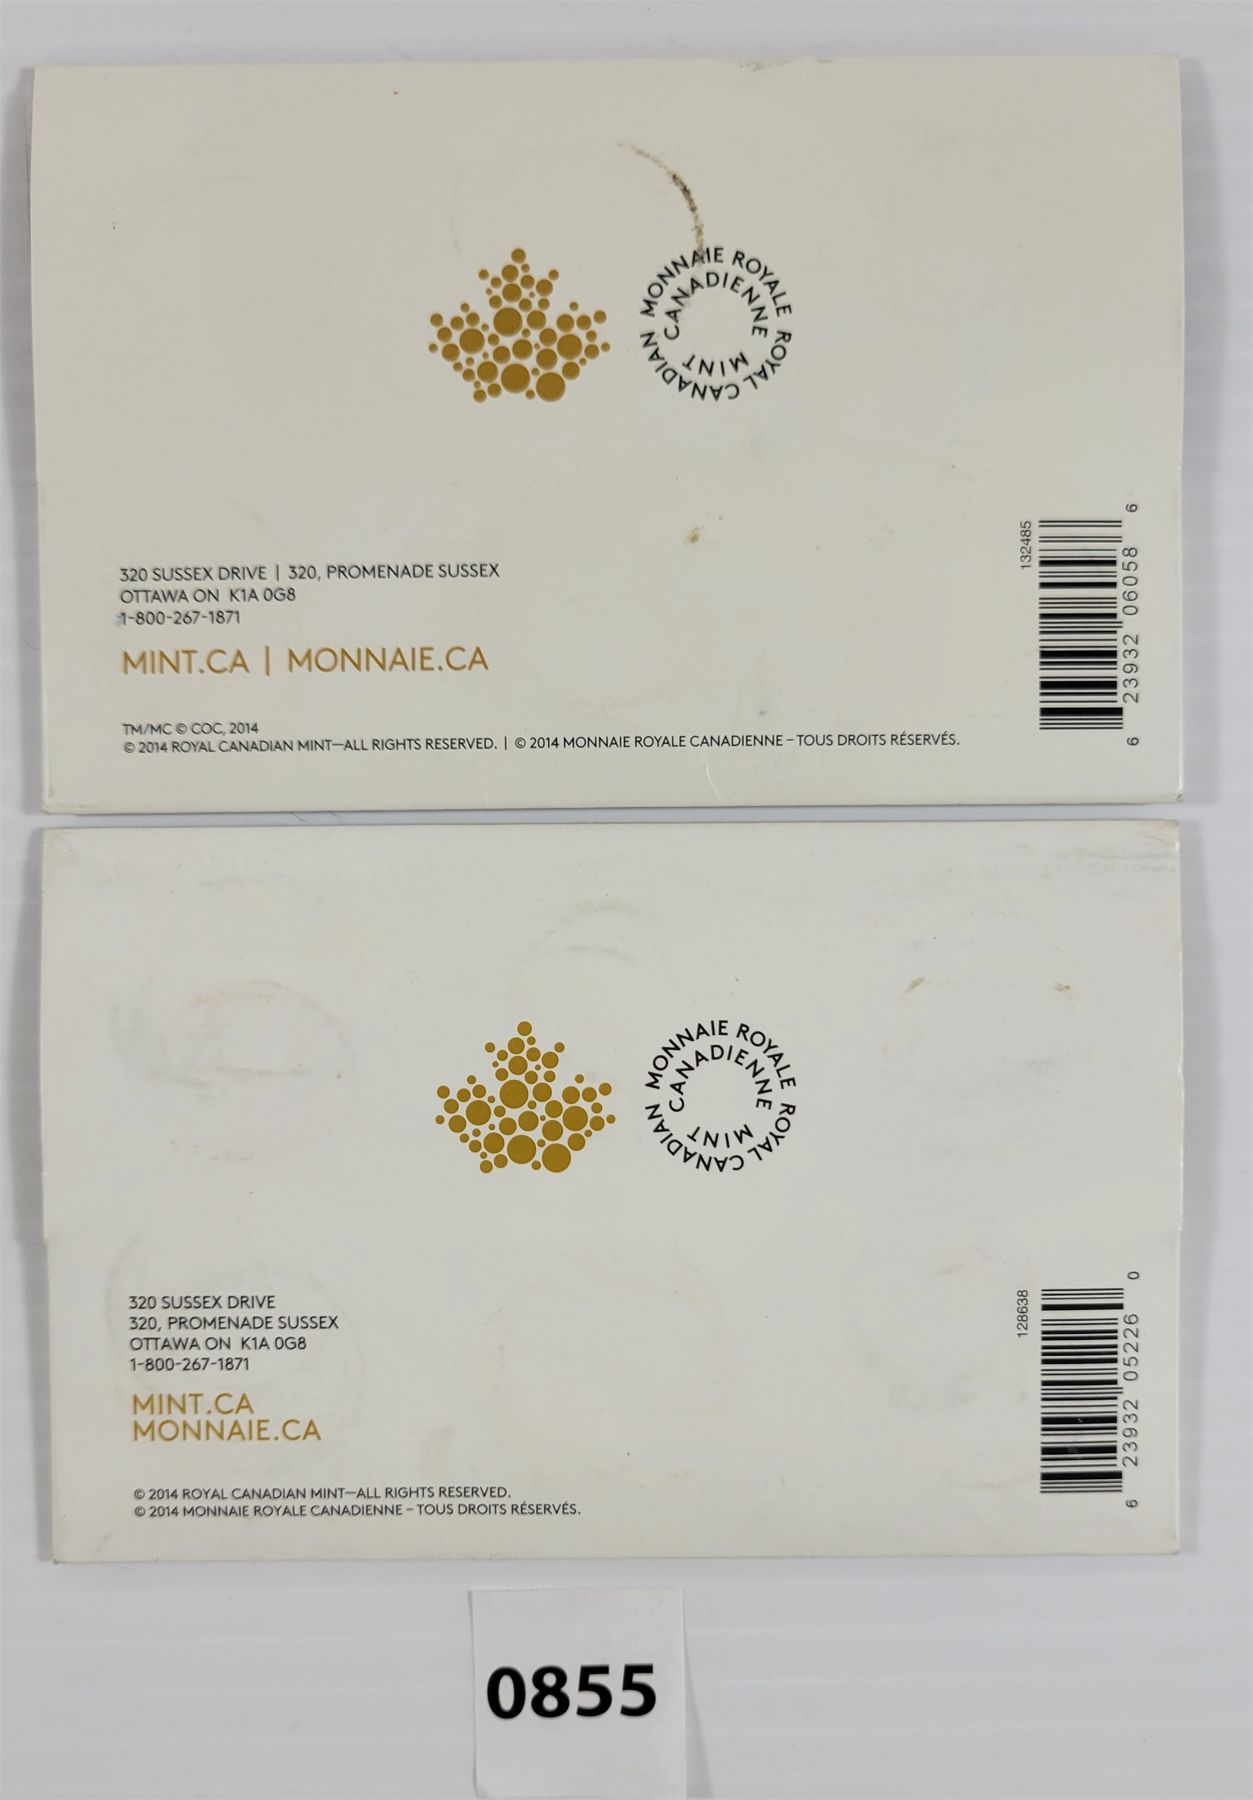 MONNAIE ROYALE
CANADIENNE
ROYAL CANADIAN
MINT
320 SUSSEX DRIVE | 320, PROMENADE SUSSEX
OTTAWA ON K1A 0G8
1-800-267-1871
MINT.CA | MONNAIE.CA
TM/MC © COC, 2014
© 2014 ROYAL CANADIAN MINT—ALL RIGHTS RESERVED. | © 2014 MONNAIE ROYALE CANADIENNE – TOUS DROITS RÉSERVÉS.
132485
6 23932 06058 6
MONNAIE ROYALE
CANADIENNE
ROYAL CANADIAN
MINT
320 SUSSEX DRIVE
320, PROMENADE SUSSEX
OTTAWA ON K1A 0G8
1-800-267-1871
MINT.CA
MONNAIE.CA
© 2014 ROYAL CANADIAN MINT—ALL RIGHTS RESERVED.
© 2014 MONNAIE ROYALE CANADIENNE – TOUS DROITS RÉSERVÉS.
128638
6 23932 05226 0
0855